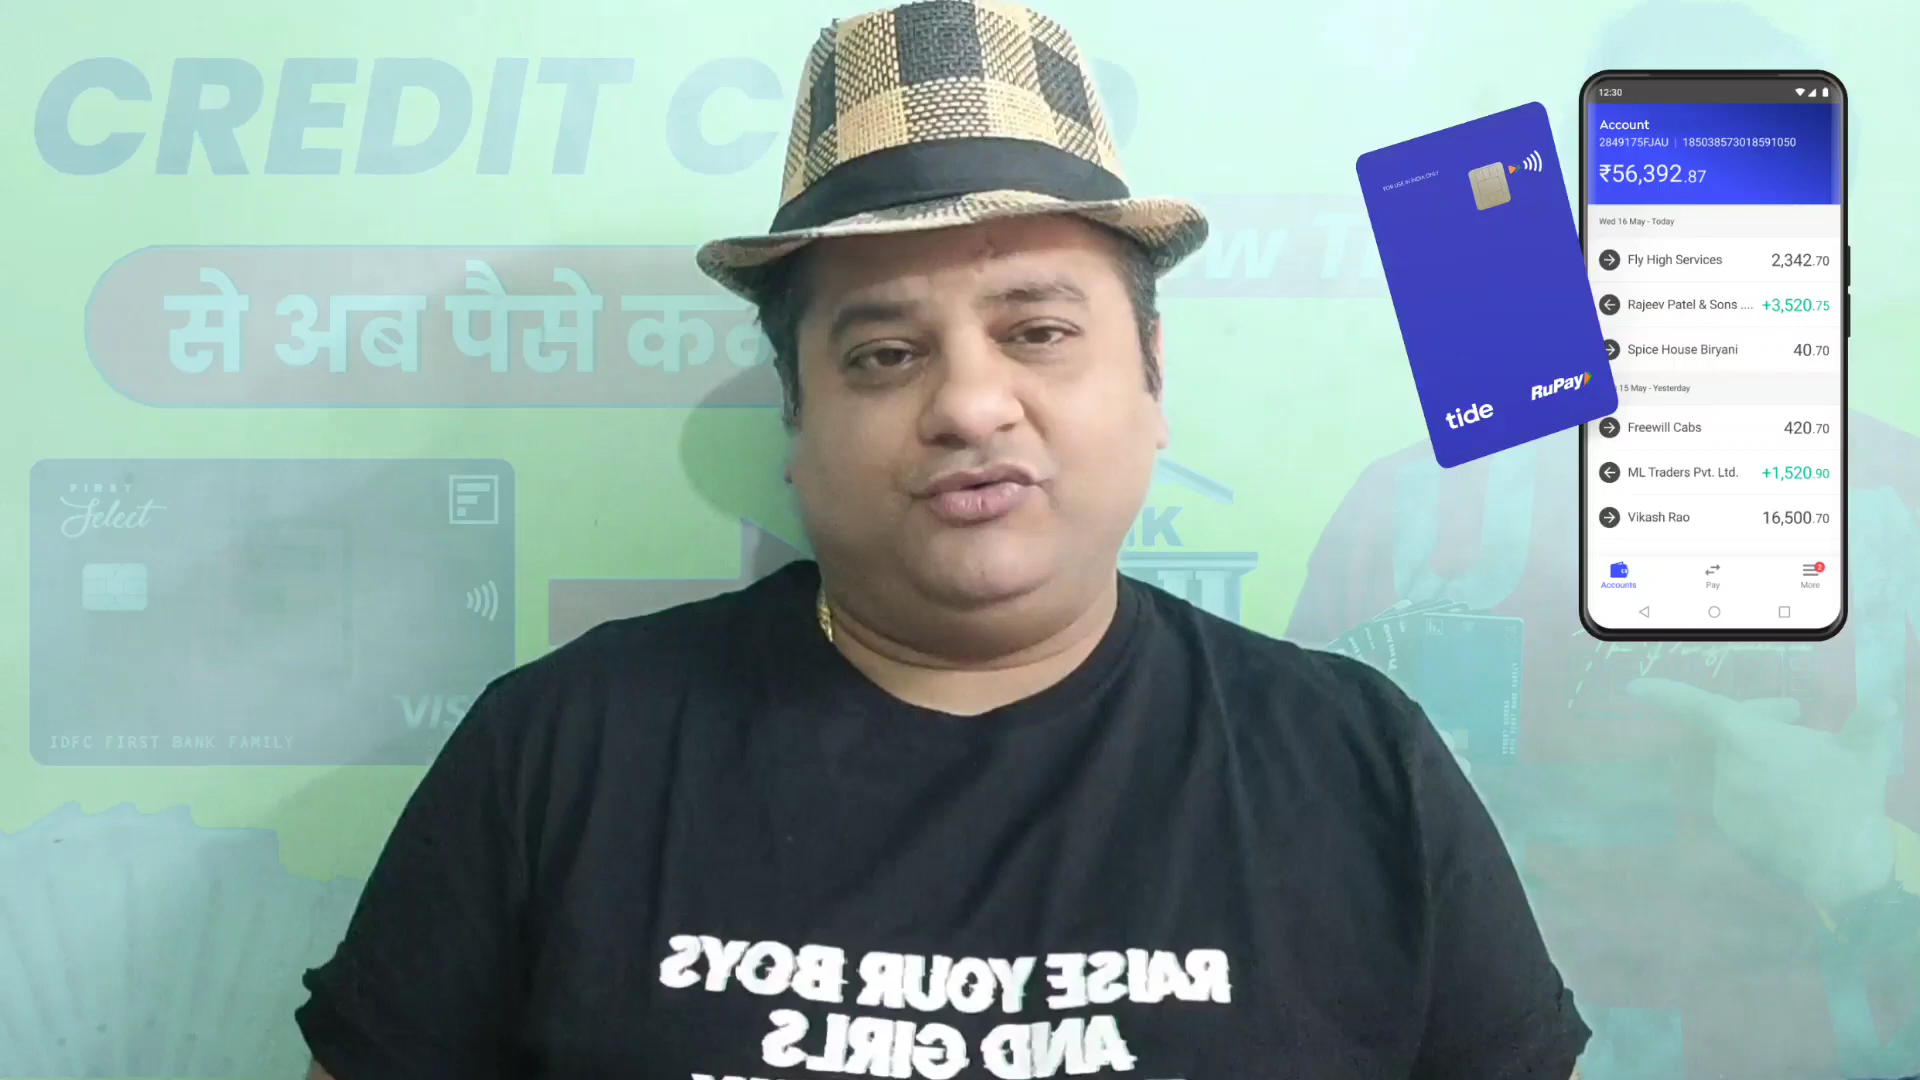 CREDIT C
से अब पैसे
FIRST
Select
VIS
IDFC FIRST BANK FAMILY
FOR USE IN INDIA ONLY
tide
RuPay
12:30
Account
2849175FJAU | 185038573018591050
₹56,392.87
Wed 16 May - Today
Fly High Services 2,342.70
Rajeev Patel & Sons .... +3,520.75
Spice House Biryani 40.70
15 May - Yesterday
Freewill Cabs 420.70
ML Traders Pvt. Ltd. +1,520.90
Vikash Rao 16,500.70
2
Accounts Pay More
RAISE YOUR BOYS
AND GIRLS